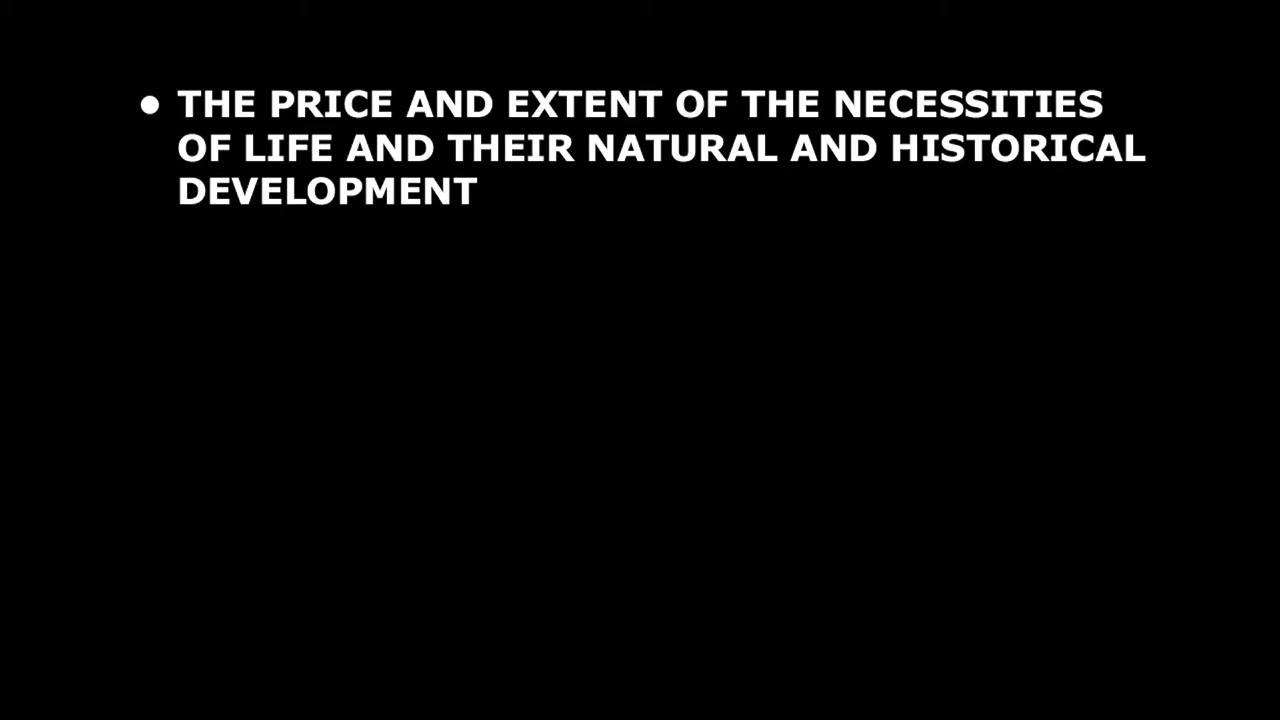 • THE PRICE AND EXTENT OF THE NECESSITIES
OF LIFE AND THEIR NATURAL AND HISTORICAL
DEVELOPMENT